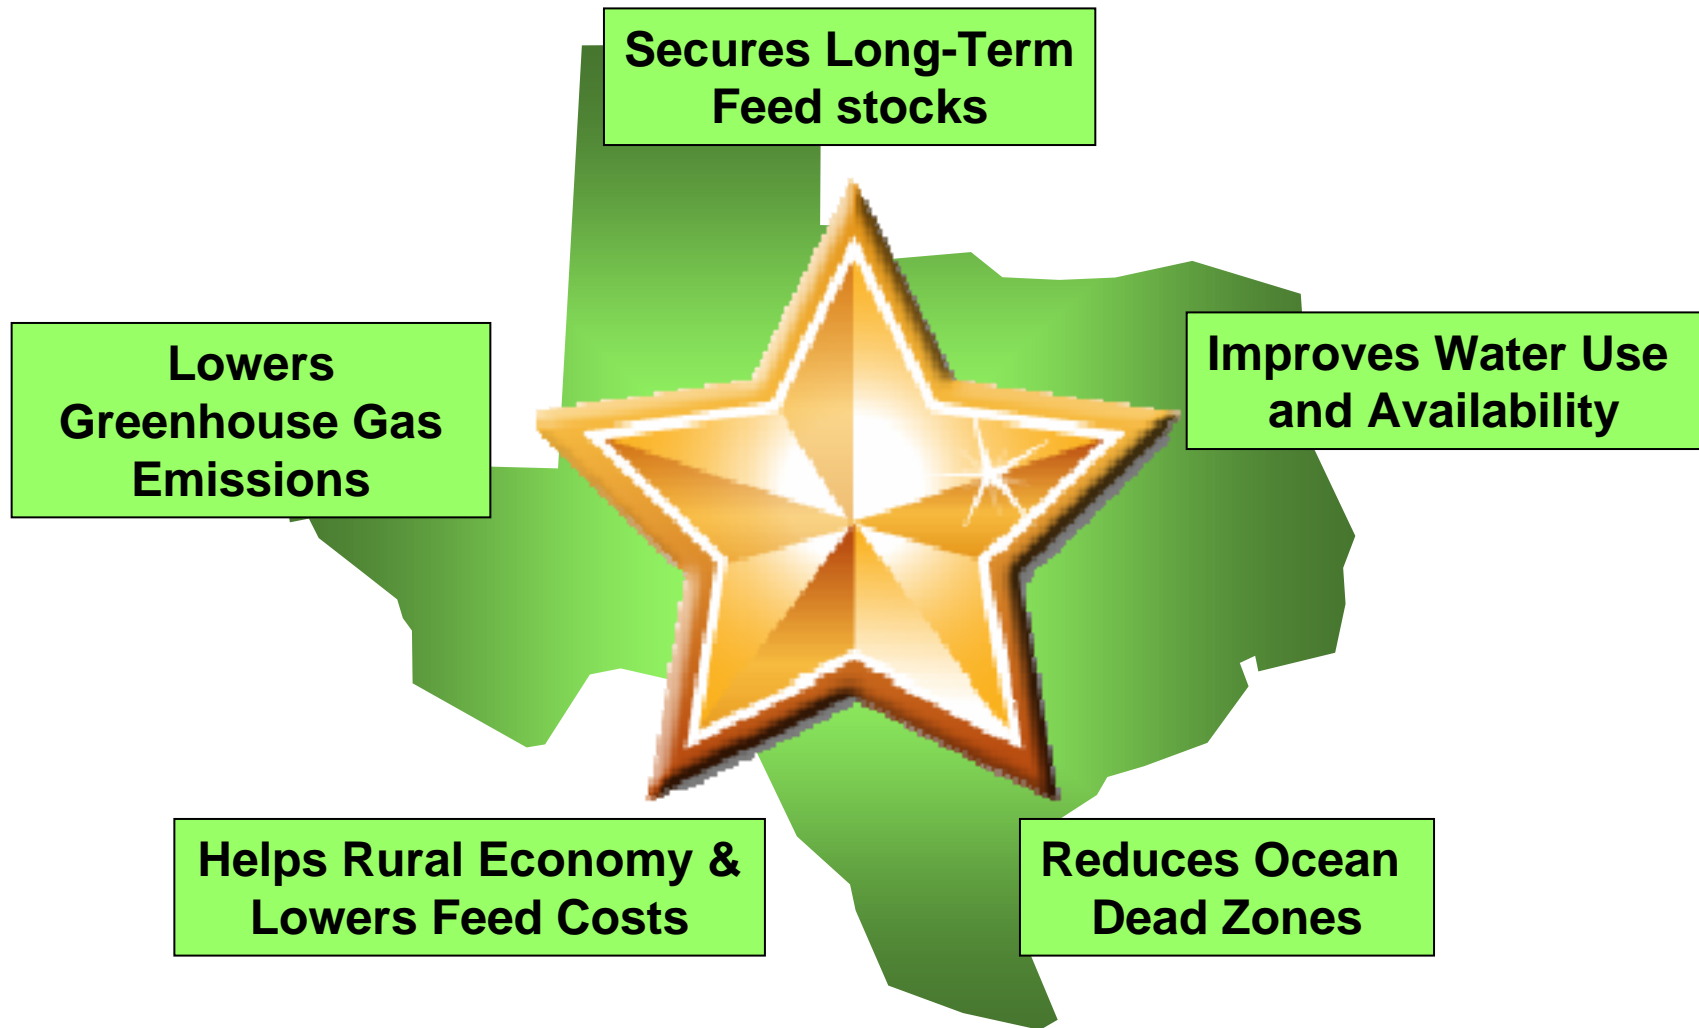 Secures Long-Term
Feed stocks
Lowers
Greenhouse Gas
Emissions
Improves Water Use
and Availability
Helps Rural Economy &
Lowers Feed Costs
Reduces Ocean
Dead Zones